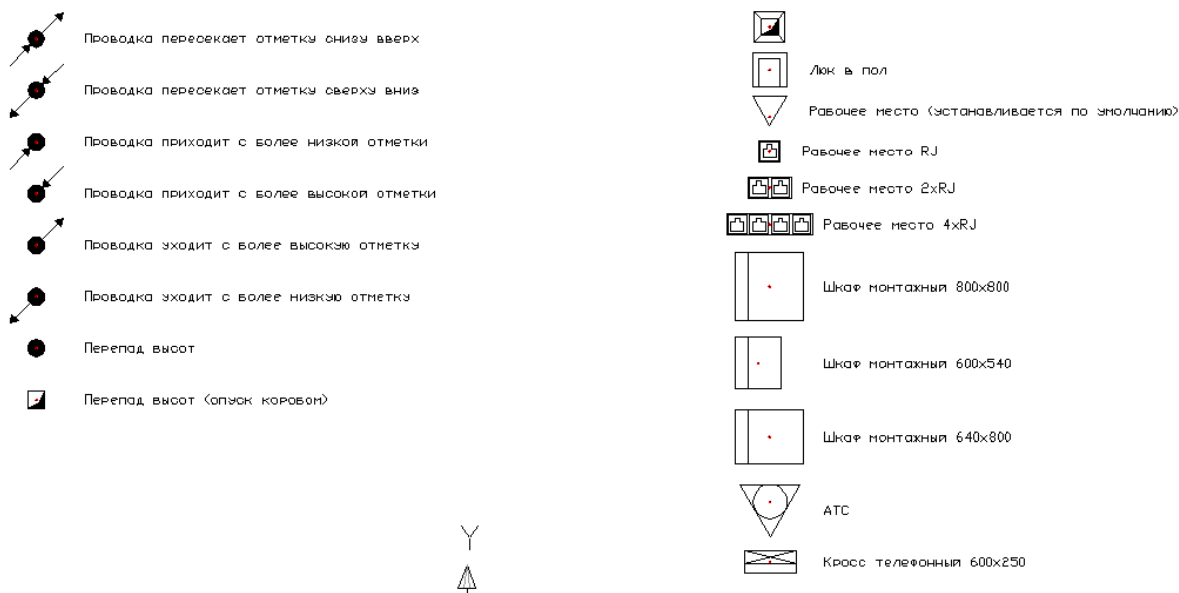 Проводка пересекает отметку снизу вверх
Проводка пересекает отметку сверху вниз
Проводка приходит с более низкой отметки
Проводка приходит с более высокой отметки
Проводка уходит с более высокую отметку
Проводка уходит с более низкую отметку
Перепад высот
Перепад высот (опуск коробом)
Y
Люк в пол
Рабочее место (устанавливается по умолчанию)
Рабочее место RJ
Рабочее место 2xRJ
Рабочее место 4xRJ
Шкаф монтажный 800x800
Шкаф монтажный 600x540
Шкаф монтажный 640x800
АТС
Кросс телефонный 600x250